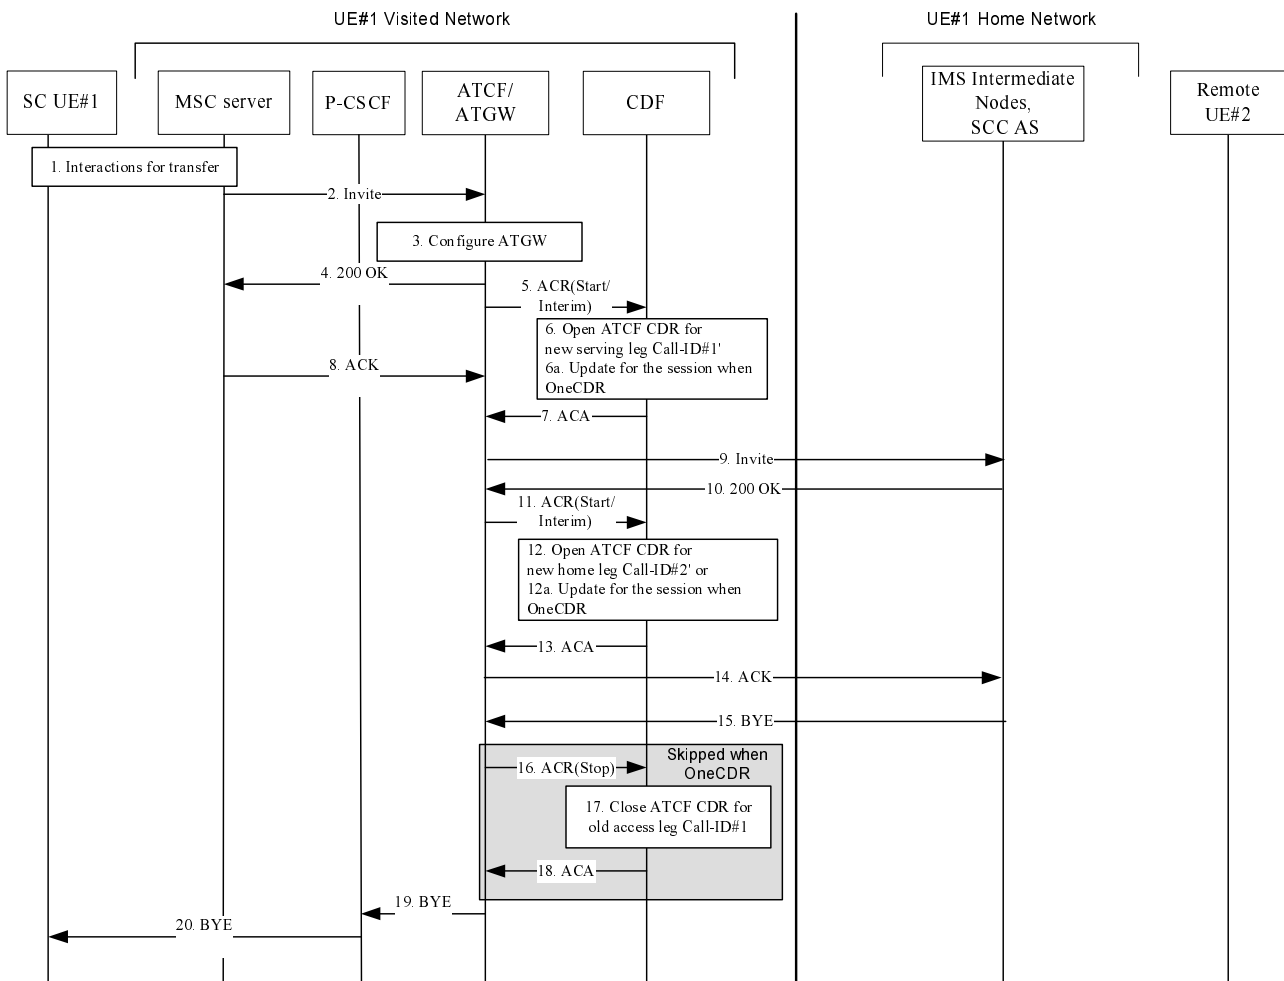 UE#1 Visited Network
UE#1 Home Network
SC UE#1
MSC server
P-CSCF
ATCF/
ATGW
CDF
IMS Intermediate
Nodes,
SCC AS
Remote
UE#2
1. Interactions for transfer
2. Invite
3. Configure ATGW
4. 200 OK
5. ACR(Start/
Interim)
6. Open ATCF CDR for
new serving leg Call-ID#1'
6a. Update for the session when
OneCDR
8. ACK
7. ACA
9. Invite
10. 200 OK
11. ACR(Start/
Interim)
12. Open ATCF CDR for
new home leg Call-ID#2' or
12a. Update for the session when
OneCDR
13. ACA
14. ACK
15. BYE
Skipped when
OneCDR
16. ACR(Stop)
17. Close ATCF CDR for
old access leg Call-ID#1
18. ACA
19. BYE
20. BYE